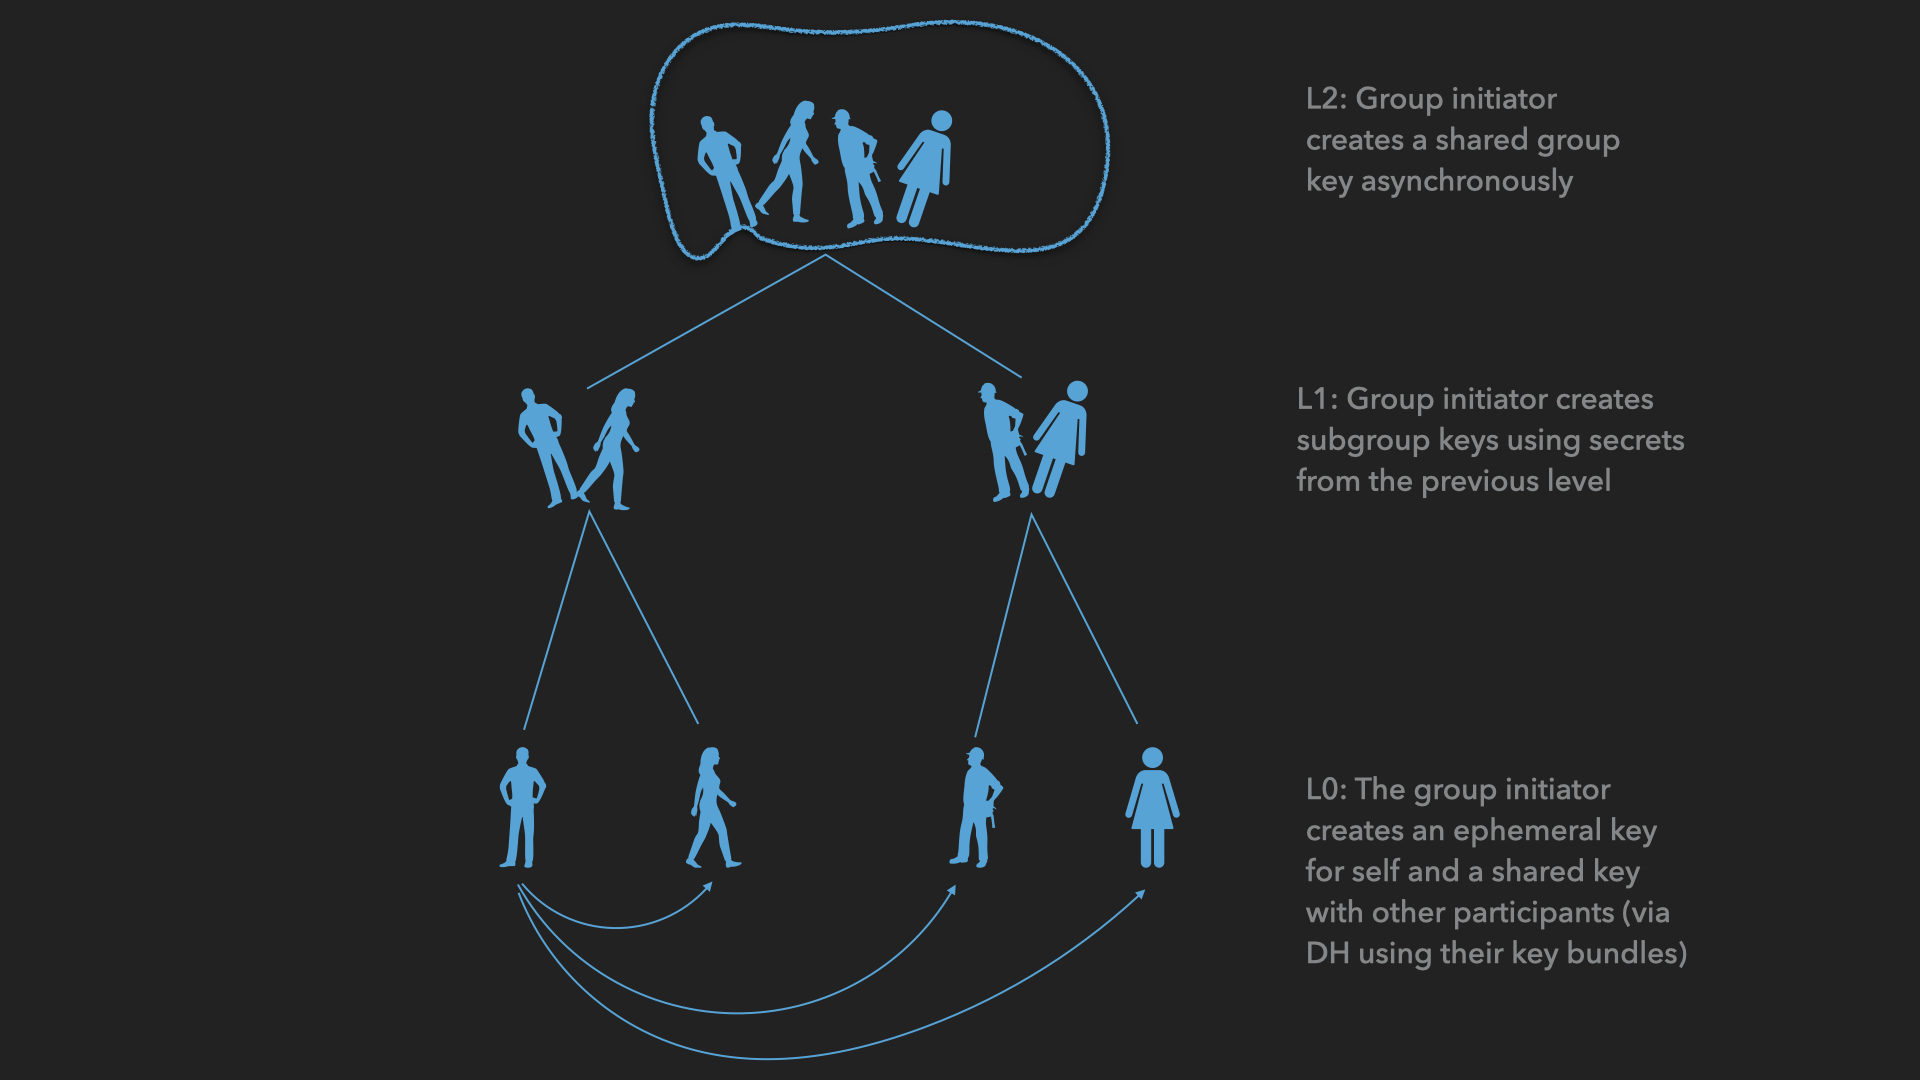 L2: Group initiator
creates a shared group
key asynchronously
L1: Group initiator creates
subgroup keys using secrets
from the previous level
L0: The group initiator
creates an ephemeral key
for self and a shared key
with other participants (via
DH using their key bundles)